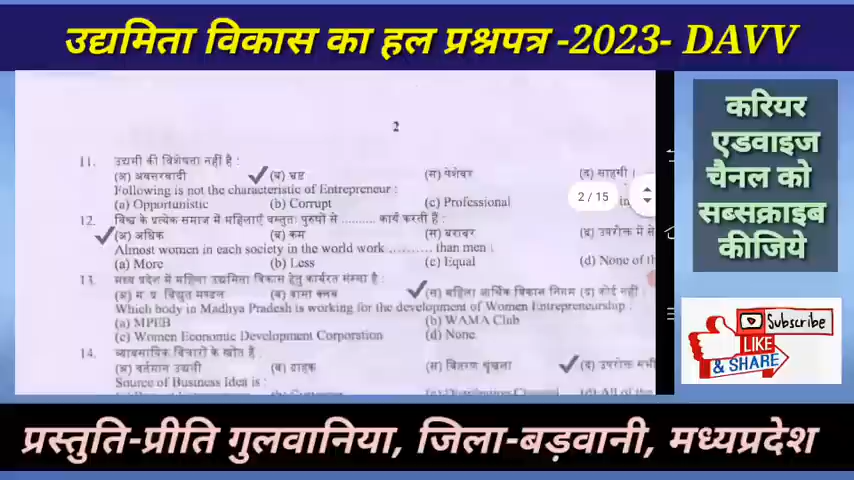 उद्यमिता विकास का हल प्रश्नपत्र -2023- DAVV
2
11. उद्यमी की विशेषता नहीं है :
(अ) अवसरवादी (ब) भ्रष्ट (स) पेशेवर (द) साहसी ।
Following is not the characteristic of Entrepreneur :
(a) Opportunistic (b) Corrupt (c) Professional
2 / 15
12. विश्व के प्रत्येक समाज में महिलाएँ वस्तुतः पुरुषों से .......... कार्य करती हैं :
(अ) अधिक (ब) कम (स) बराबर (द) उपरोक्त में से
Almost women in each society in the world work .......... than men :
(a) More (b) Less (c) Equal (d) None of th
13. मध्य प्रदेश में महिला उद्यमिता विकास हेतु कार्यरत संस्था है :
(अ) म. प्र. विद्युत मण्डल (ब) वामा क्लब (स) महिला आर्थिक विकास निगम (द) कोई नहीं
Which body in Madhya Pradesh is working for the development of Women Entrepreneurship :
(a) MPEB (b) WAMA Club
(c) Women Economic Development Corporation (d) None
14. व्यावसायिक विचारों के स्रोत हैं :
(अ) वर्तमान उद्यमी (ब) ग्राहक (स) वितरण श्रृंखला (द) उपरोक्त सभी
Source of Business Idea is :
करियर
एडवाइज
चैनल को
सब्सक्राइब
कीजिये
Subscribe
LIKE
& SHARE
प्रस्तुति-प्रीति गुलवानिया, जिला-बड़वानी, मध्यप्रदेश